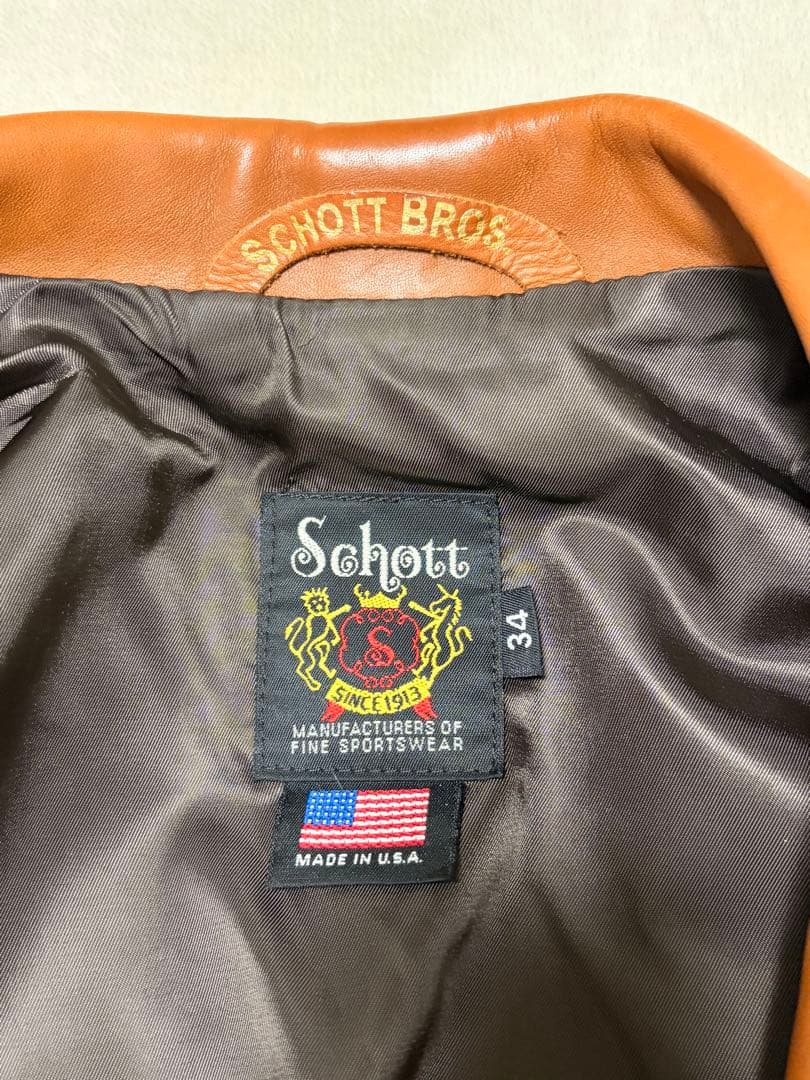 SCHOTT BROS.
Schott
S
SINCE 1913
MANUFACTURERS OF
FINE SPORTSWEAR
34
MADE IN U.S.A.